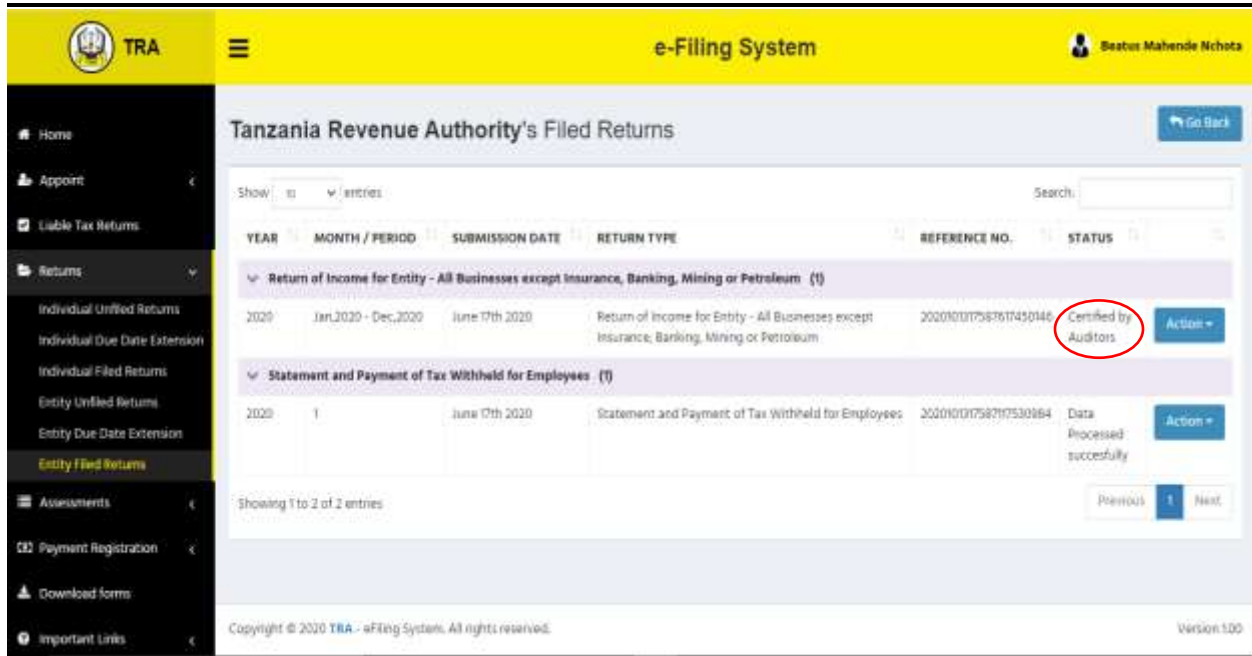 TRA
e-Filing System
Beatus Mahende Nchota
Home
Appoint
Liable Tax Returns
Returns
Individual Unfiled Returns
Individual Due Date Extension
Individual Filed Returns
Entity Unfiled Returns
Entity Due Date Extension
Entity Filed Returns
Assessments
Payment Registration
Download forms
Important Links
Tanzania Revenue Authority's Filed Returns
Go Back
Show 10 entries
Search:
YEAR MONTH / PERIOD SUBMISSION DATE RETURN TYPE REFERENCE NO. STATUS
Return of Income for Entity - All Businesses except Insurance, Banking, Mining or Petroleum (1)
2020 Jan,2020 - Dec,2020 June 17th 2020 Return of Income for Entity - All Businesses except Certified by Action
Insurance, Banking, Mining or Petroleum Auditors
Statement and Payment of Tax Withheld for Employees (1)
2020 1 June 17th 2020 Statement and Payment of Tax Withheld for Employees Data Action
Processed
succesfully
Showing 1 to 2 of 2 entries
Previous 1 Next
Copyright © 2020 TRA - eFiling System. All rights reserved.
Version 1.0.0